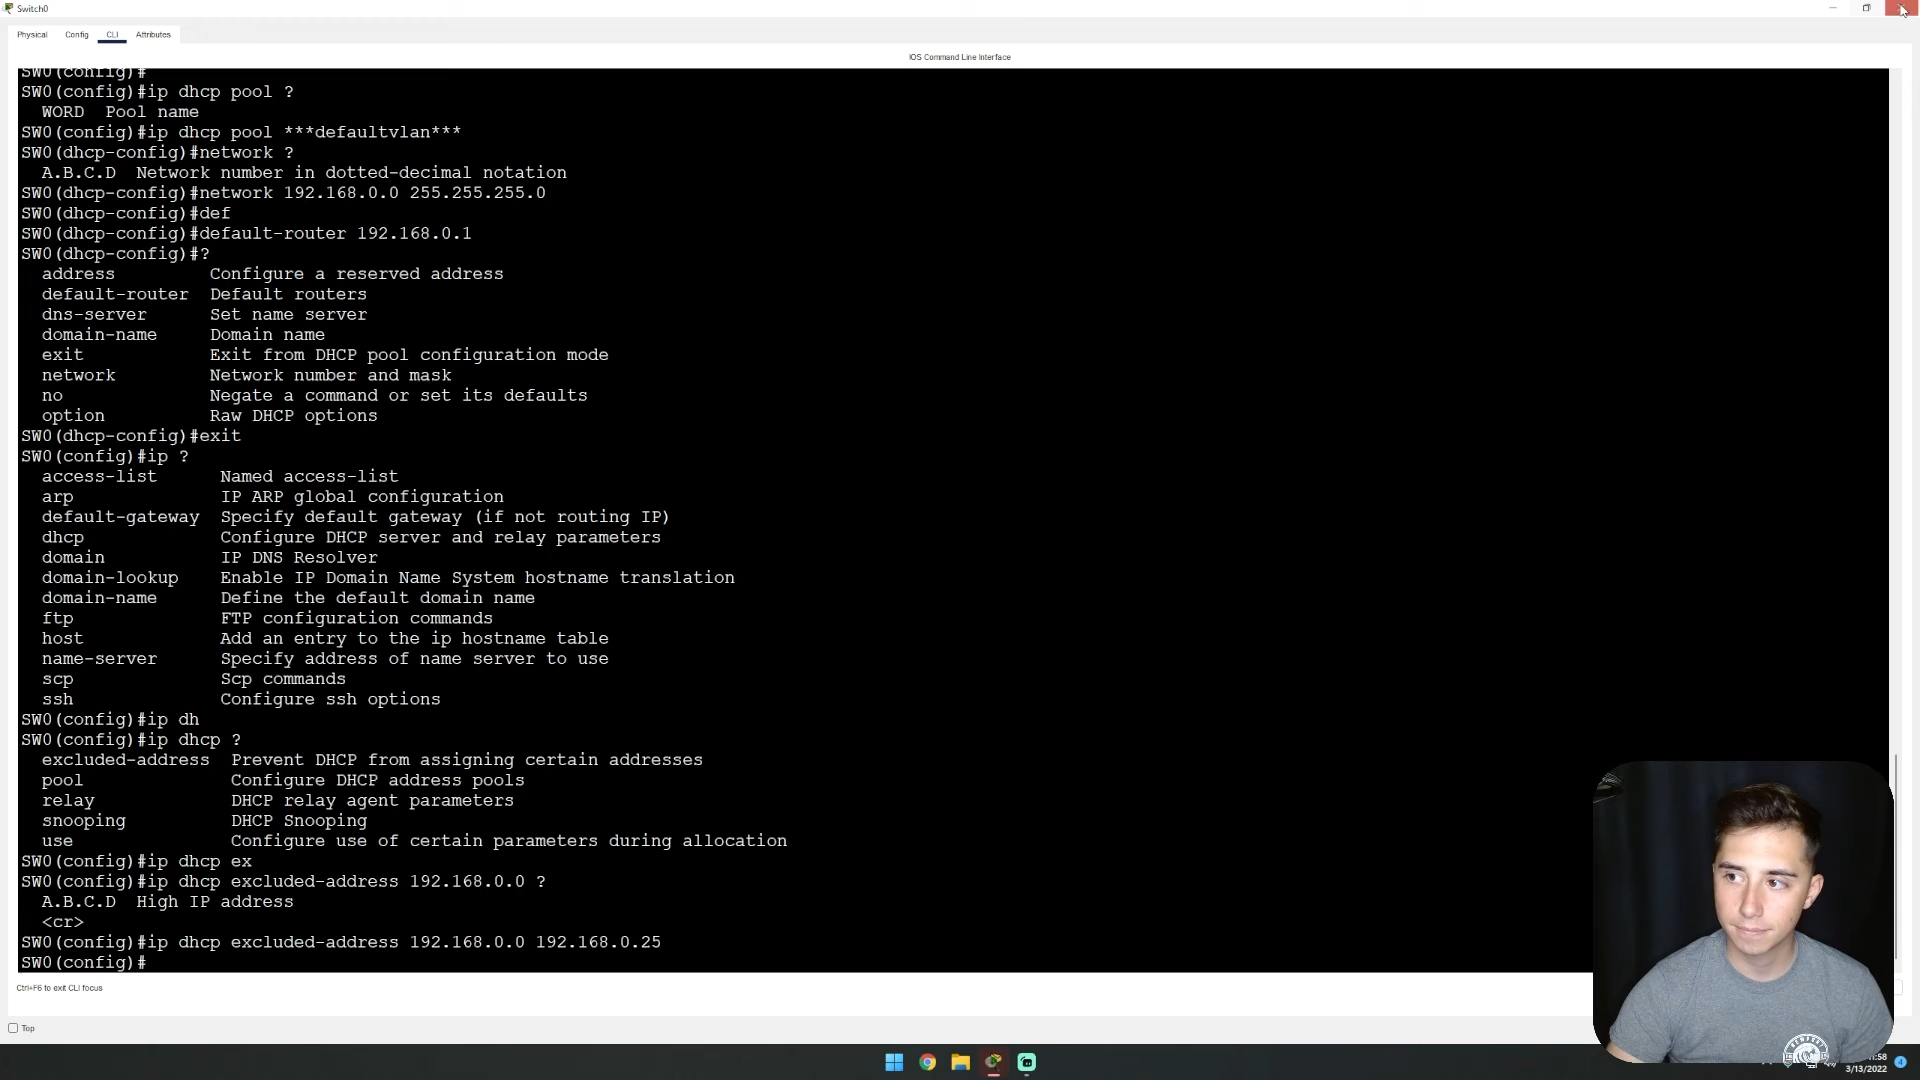 Switch0
Physical Config CLI Attributes
IOS Command Line Interface
SW0(config)#
SW0(config)#ip dhcp pool ?
WORD Pool name
SW0(config)#ip dhcp pool ***defaultvlan***
SW0(dhcp-config)#network ?
A.B.C.D Network number in dotted-decimal notation
SW0(dhcp-config)#network 192.168.0.0 255.255.255.0
SW0(dhcp-config)#def
SW0(dhcp-config)#default-router 192.168.0.1
SW0(dhcp-config)#?
address Configure a reserved address
default-router Default routers
dns-server Set name server
domain-name Domain name
exit Exit from DHCP pool configuration mode
network Network number and mask
no Negate a command or set its defaults
option Raw DHCP options
SW0(dhcp-config)#exit
SW0(config)#ip ?
access-list Named access-list
arp IP ARP global configuration
default-gateway Specify default gateway (if not routing IP)
dhcp Configure DHCP server and relay parameters
domain IP DNS Resolver
domain-lookup Enable IP Domain Name System hostname translation
domain-name Define the default domain name
ftp FTP configuration commands
host Add an entry to the ip hostname table
name-server Specify address of name server to use
scp Scp commands
ssh Configure ssh options
SW0(config)#ip dh
SW0(config)#ip dhcp ?
excluded-address Prevent DHCP from assigning certain addresses
pool Configure DHCP address pools
relay DHCP relay agent parameters
snooping DHCP Snooping
use Configure use of certain parameters during allocation
SW0(config)#ip dhcp ex
SW0(config)#ip dhcp excluded-address 192.168.0.0 ?
A.B.C.D High IP address
<cr>
SW0(config)#ip dhcp excluded-address 192.168.0.0 192.168.0.25
SW0(config)#
Ctrl+F6 to exit CLI focus
Top
:58
3/13/2022
4